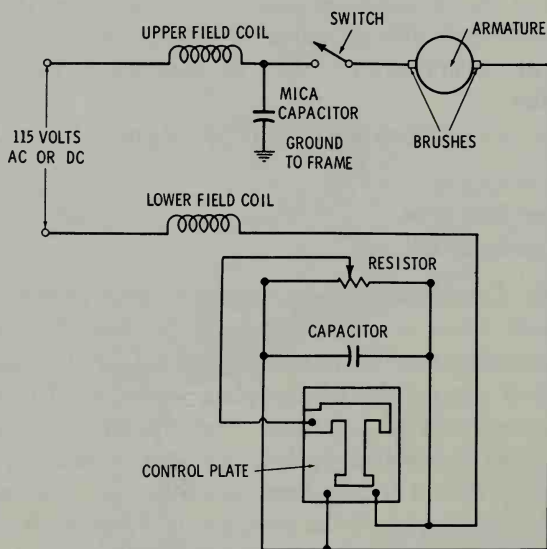 UPPER FIELD COIL
SWITCH
ARMATURE
MICA
CAPACITOR
115 VOLTS
AC OR DC
GROUND
TO FRAME
BRUSHES
LOWER FIELD COIL
RESISTOR
CAPACITOR
CONTROL PLATE